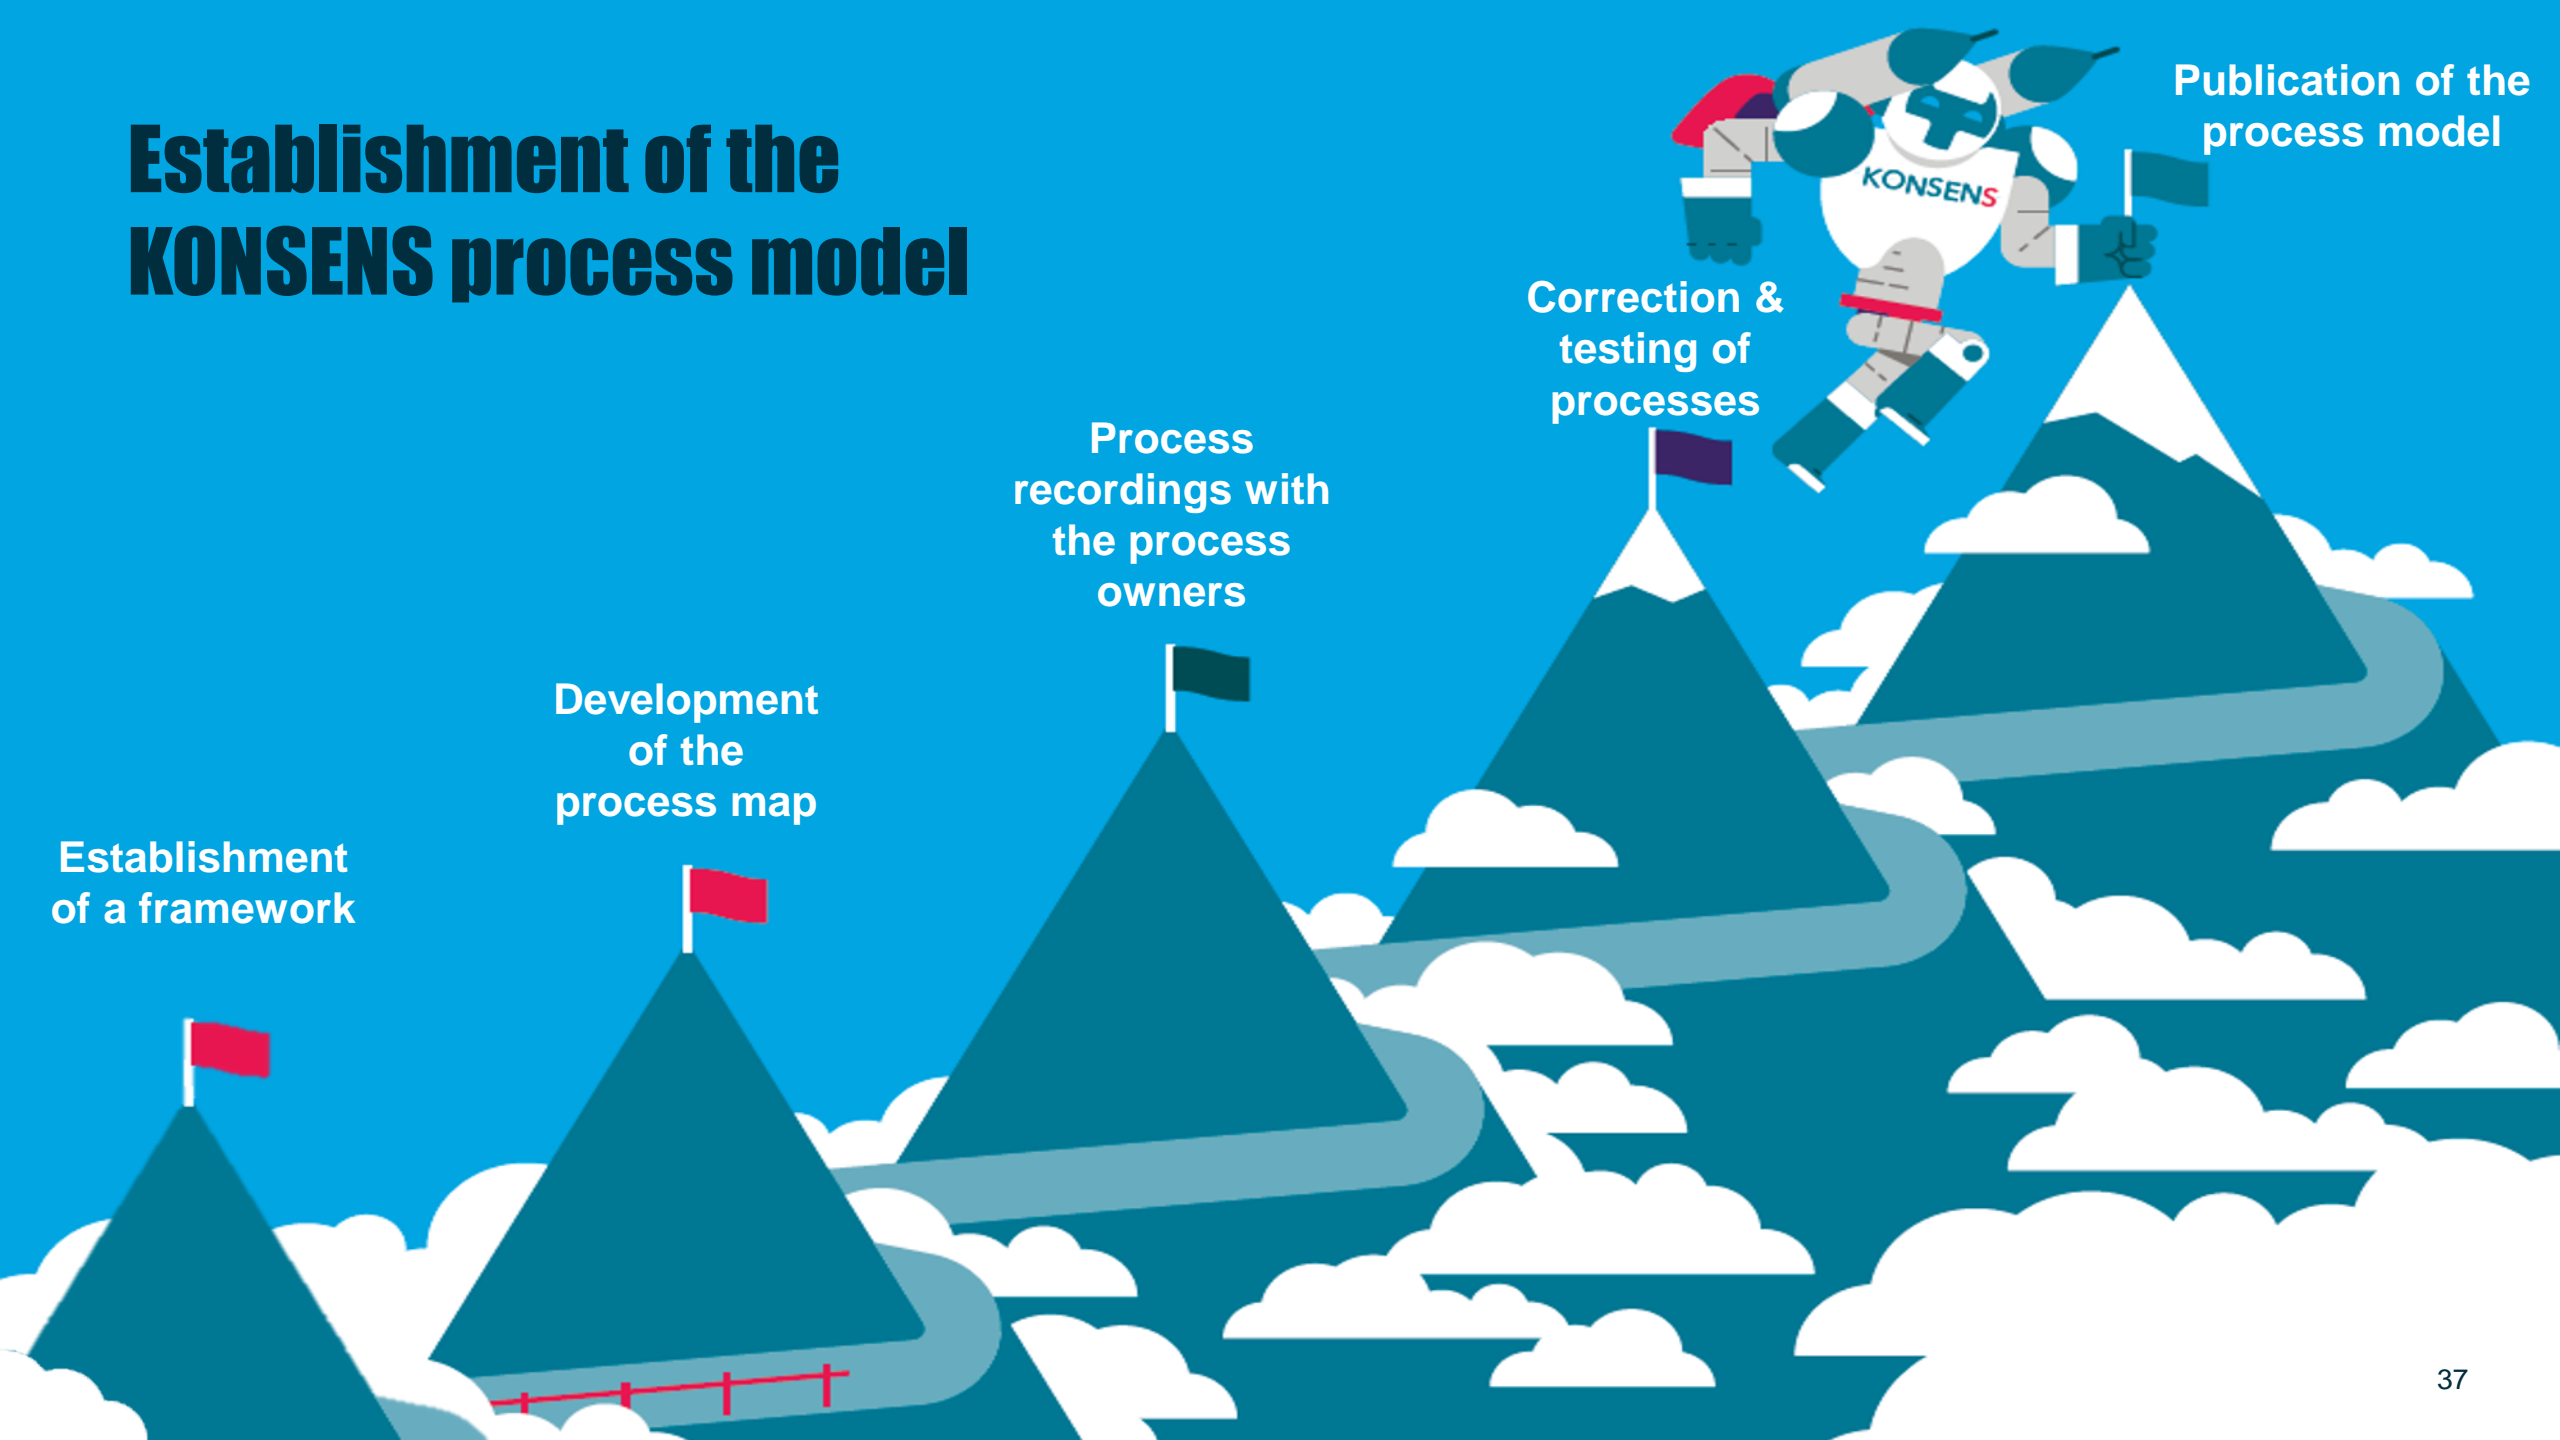 Establishment of the
KONSENS process model
Establishment
of a framework
Development
of the
process map
Process
recordings with
the process
owners
Correction &
testing of
processes
KONSENS
Publication of the
process model
37